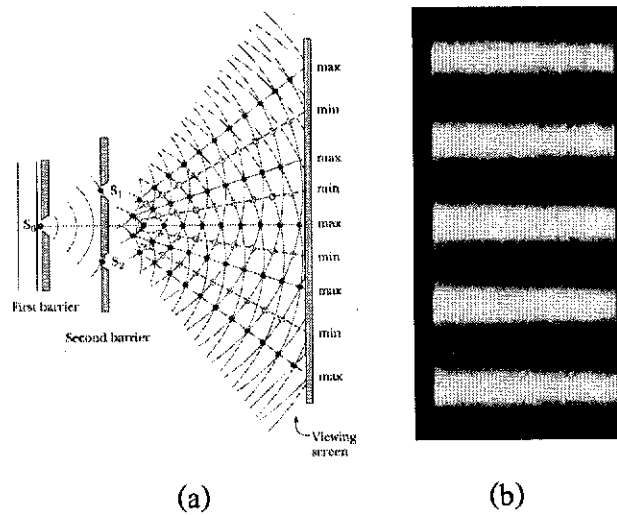 max
min
max
S₁
min
S₀
max
min
S₂
max
First barrier
min
Second barrier
max
Viewing
screen
(a)
(b)